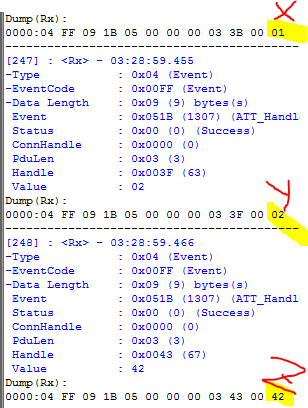 X
Dump(Rx):
0000:04 FF 09 1B 05 00 00 00 03 3B 00 01
[247] : <Rx> - 03:28:59.455
-Type : 0x04 (Event)
-EventCode : 0x00FF (Event)
-Data Length : 0x09 (9) bytes(s)
Event : 0x051B (1307) (ATT_Handl
Status : 0x00 (0) (Success)
ConnHandle : 0x0000 (0)
PduLen : 0x03 (3)
Handle : 0x003F (63)
Value : 02
Dump(Rx):
Y
0000:04 FF 09 1B 05 00 00 00 03 3F 00 02
[248] : <Rx> - 03:28:59.466
-Type : 0x04 (Event)
-EventCode : 0x00FF (Event)
-Data Length : 0x09 (9) bytes(s)
Event : 0x051B (1307) (ATT_Handl
Status : 0x00 (0) (Success)
ConnHandle : 0x0000 (0)
PduLen : 0x03 (3)
Handle : 0x0043 (67)
Value : 42
Dump(Rx):
Z
0000:04 FF 09 1B 05 00 00 00 03 43 00 42